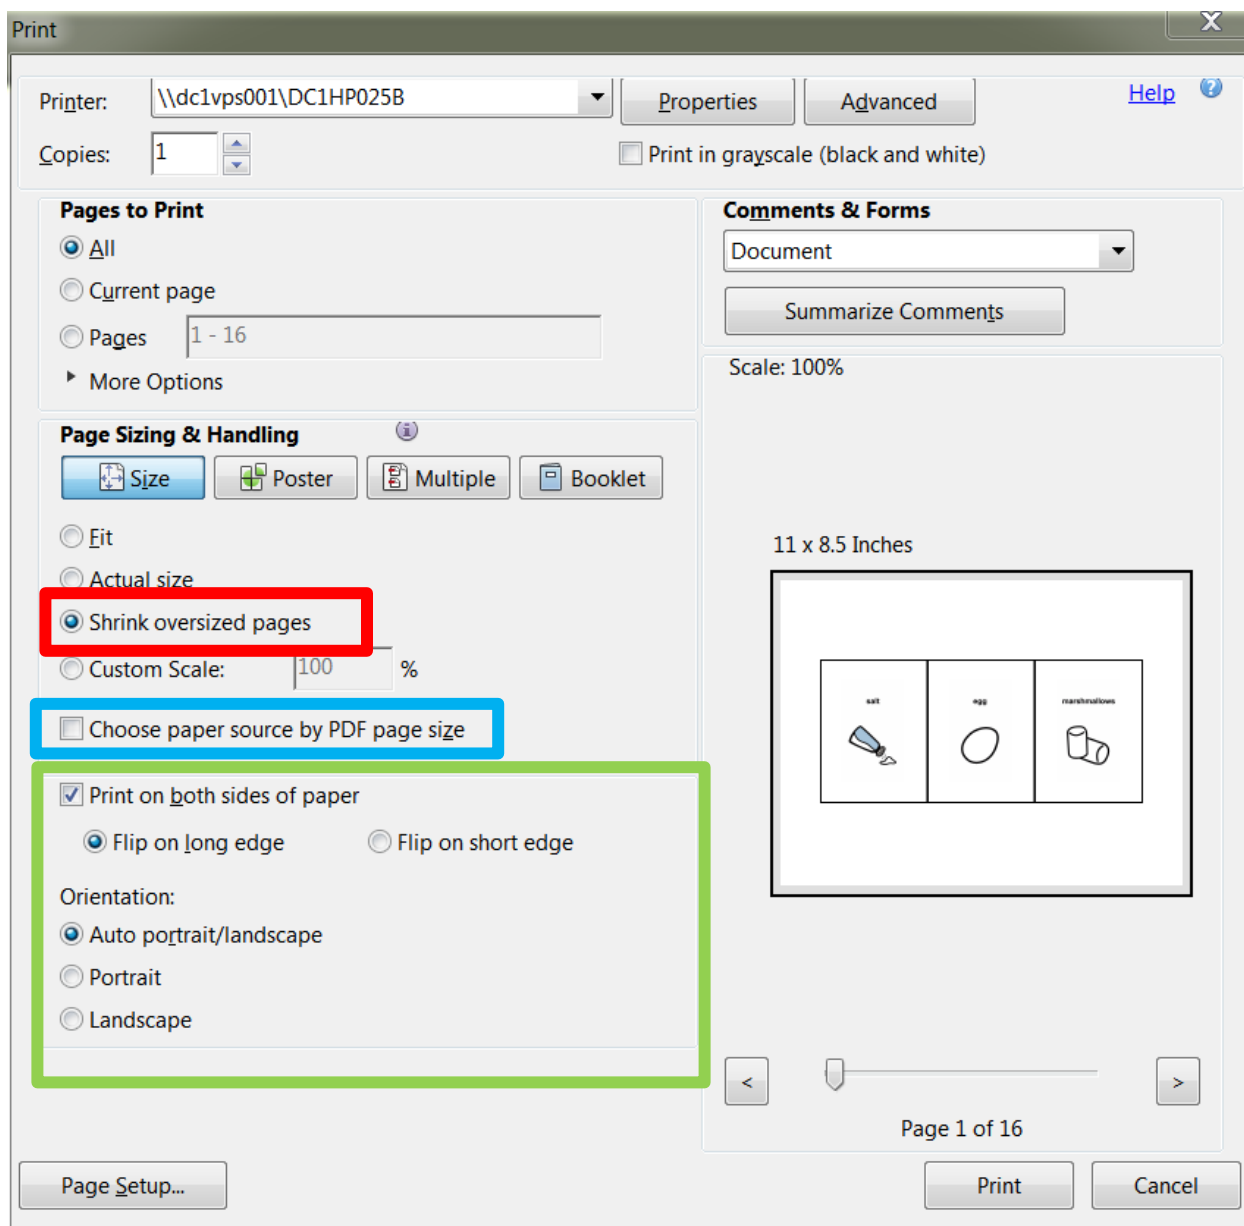 Print
X
Printer: \\dc1vps001\DC1HP025B Properties Advanced Help ?
Copies: 1 Print in grayscale (black and white)
Pages to Print
All
Current page
Pages 1 - 16
More Options
Comments & Forms
Document
Summarize Comments
Scale: 100%
Page Sizing & Handling i
Size Poster Multiple Booklet
Fit
Actual size
Shrink oversized pages
Custom Scale: 100 %
Choose paper source by PDF page size
Print on both sides of paper
Flip on long edge Flip on short edge
Orientation:
Auto portrait/landscape
Portrait
Landscape
11 x 8.5 Inches
salt egg marshmallows
< >
Page 1 of 16
Page Setup... Print Cancel